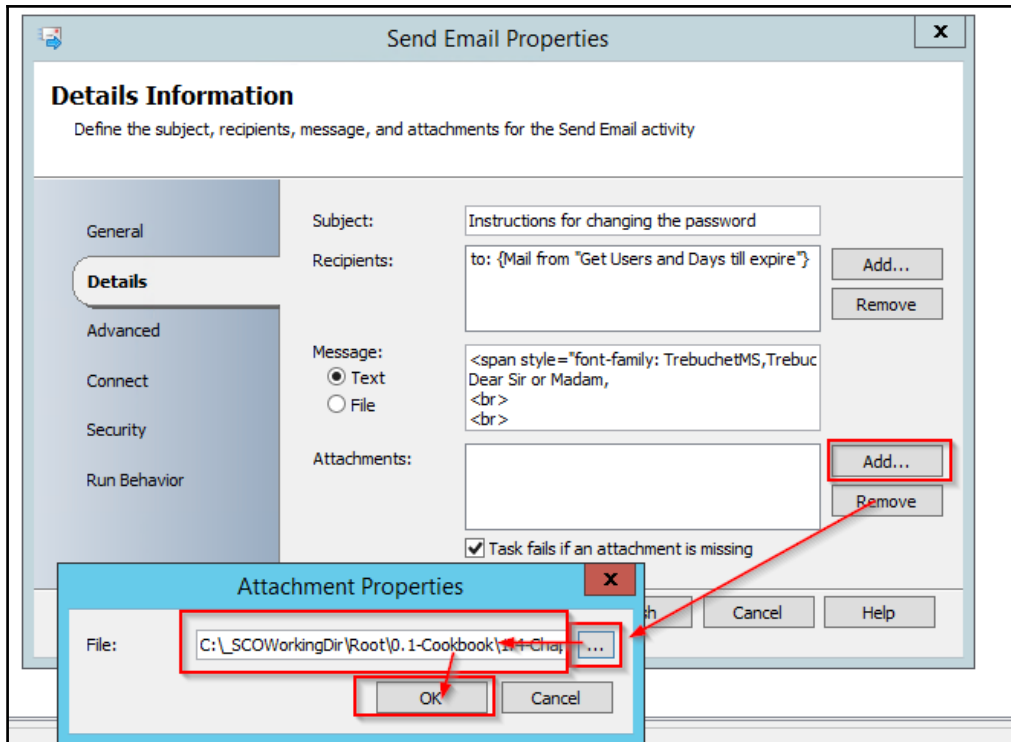 Send Email Properties
x
Details Information
Define the subject, recipients, message, and attachments for the Send Email activity
General
Details
Advanced
Connect
Security
Run Behavior
Subject:
Instructions for changing the password
Recipients:
to: {Mail from "Get Users and Days till expire"}
Add...
Remove
Message:
Text
File
<span style="font-family: TrebuchetMS,Trebuc
Dear Sir or Madam,
<br>
<br>
Attachments:
Add...
Remove
Task fails if an attachment is missing
Cancel
Help
Attachment Properties
x
File:
C:\_SCOWorkingDir\Root\0.1-Cookbook\
...
OK
Cancel